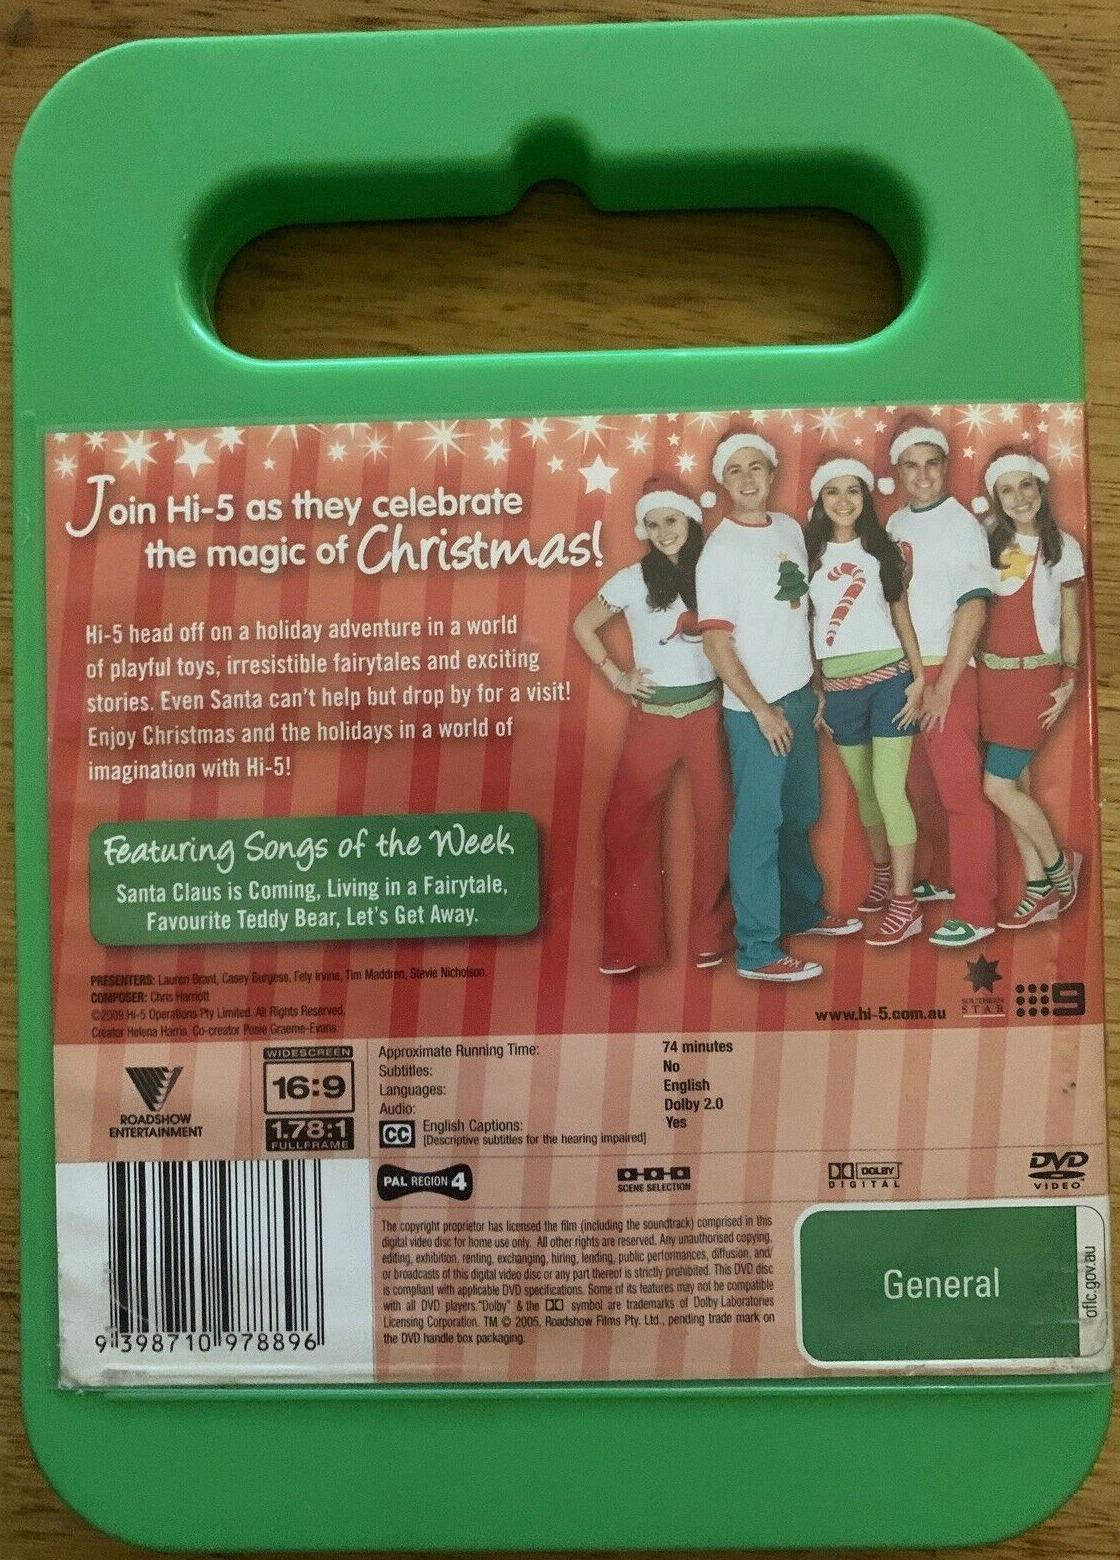 Join Hi-5 as they celebrate
the magic of Christmas!
Hi-5 head off on a holiday adventure in a world
of playful toys, irresistible fairytales and exciting
stories. Even Santa can't help but drop by for a visit!
Enjoy Christmas and the holidays in a world of
imagination with Hi-5!
Featuring Songs of the Week
Santa Claus is Coming, Living in a Fairytale,
Favourite Teddy Bear, Let's Get Away.
PRESENTERS: Lauren Brant, Casey Burgess, Fely Irvine, Tim Maddren, Stevie Nicholson.
COMPOSER: Chris Harriott
©2009 Hi-5 Operations Pty Limited. All Rights Reserved.
Creator Helena Harris. Co-creator Posie Graeme-Evans
www.hi-5.com.au
SOUTHERN
STAR
9
ROADSHOW
ENTERTAINMENT
WIDESCREEN
16:9
1.78:1
FULLFRAME
Approximate Running Time: 74 minutes
Subtitles: No
Languages: English
Audio: Dolby 2.0
CC English Captions: Yes
[Descriptive subtitles for the hearing impaired]
PAL REGION 4
SCENE SELECTION
DOLBY
DIGITAL
DVD
VIDEO
The copyright proprietor has licensed the film (including the soundtrack) comprised in this
digital video disc for home use only. All other rights are reserved. Any unauthorised copying,
editing, exhibition, renting, exchanging, hiring, lending, public performances, diffusion, and/
or broadcasts of this digital video disc or any part thereof is strictly prohibited. This DVD disc
is compliant with applicable DVD specifications. Some of its features may not be compatible
with all DVD players. "Dolby" & the symbol are trademarks of Dolby Laboratories
Licensing Corporation. TM © 2005, Roadshow Films Pty. Ltd., pending trade mark on
the DVD handle box packaging.
General
oflc.gov.au
9 398710 978896